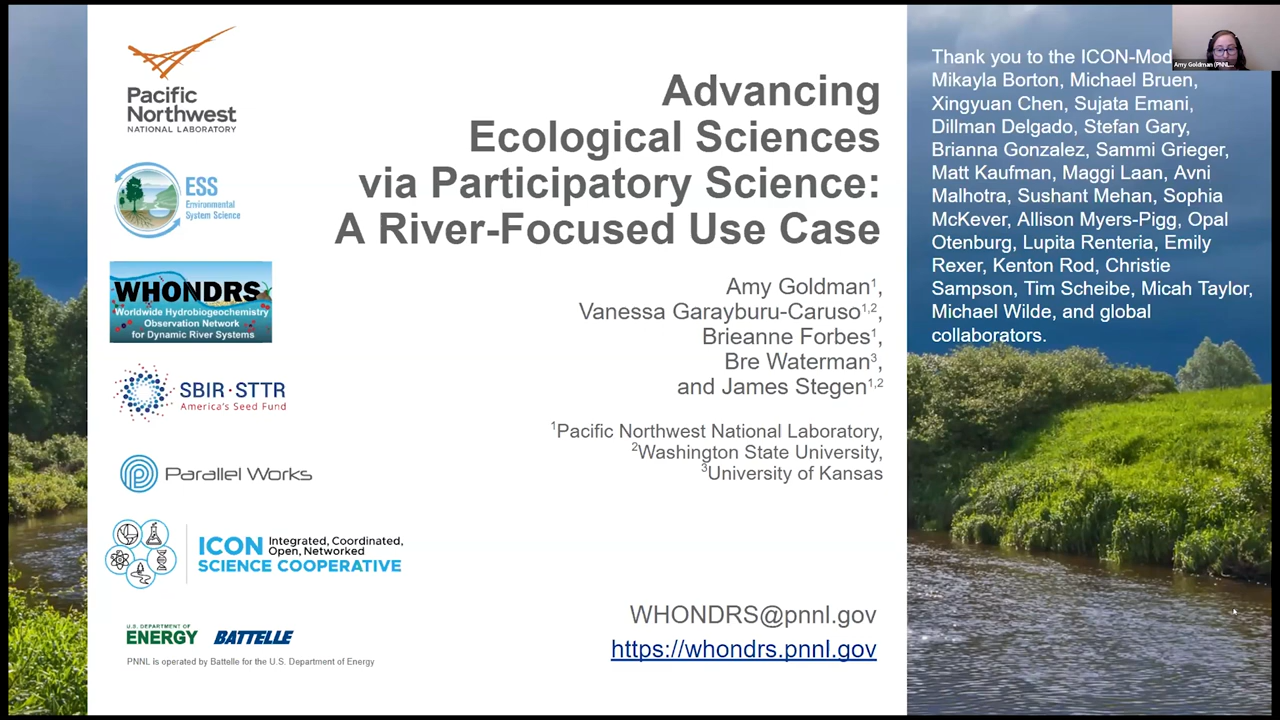 Pacific
Northwest
NATIONAL LABORATORY
ESS
Environmental
System Science
WHONDRS
Worldwide Hydrobiogeochemistry
Observation Network
for Dynamic River Systems
SBIR·STTR
America's Seed Fund
Parallel Works
ICON Integrated, Coordinated,
Open, Networked
SCIENCE COOPERATIVE
U.S. DEPARTMENT OF
ENERGY BATTELLE
PNNL is operated by Battelle for the U.S. Department of Energy
Advancing
Ecological Sciences
via Participatory Science:
A River-Focused Use Case
Amy Goldman¹,
Vanessa Garayburu-Caruso¹,²,
Brieanne Forbes¹,
Bre Waterman³,
and James Stegen¹,²
¹Pacific Northwest National Laboratory,
²Washington State University,
³University of Kansas
WHONDRS@pnnl.gov
https://whondrs.pnnl.gov
Thank you to the ICON-Mod
Mikayla Borton, Michael Bruen,
Xingyuan Chen, Sujata Emani,
Dillman Delgado, Stefan Gary,
Brianna Gonzalez, Sammi Grieger,
Matt Kaufman, Maggi Laan, Avni
Malhotra, Sushant Mehan, Sophia
McKever, Allison Myers-Pigg, Opal
Otenburg, Lupita Renteria, Emily
Rexer, Kenton Rod, Christie
Sampson, Tim Scheibe, Micah Taylor,
Michael Wilde, and global
collaborators.
Amy Goldman (PNNL...